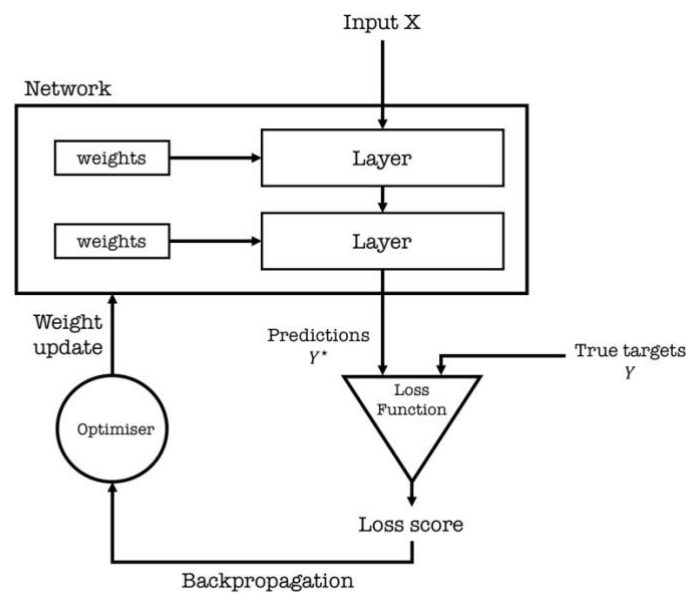 Input X
Network
weights
Layer
weights
Layer
Weight
update
Predictions
Y*
True targets
Y
Loss
Function
Optimiser
Loss score
Backpropagation